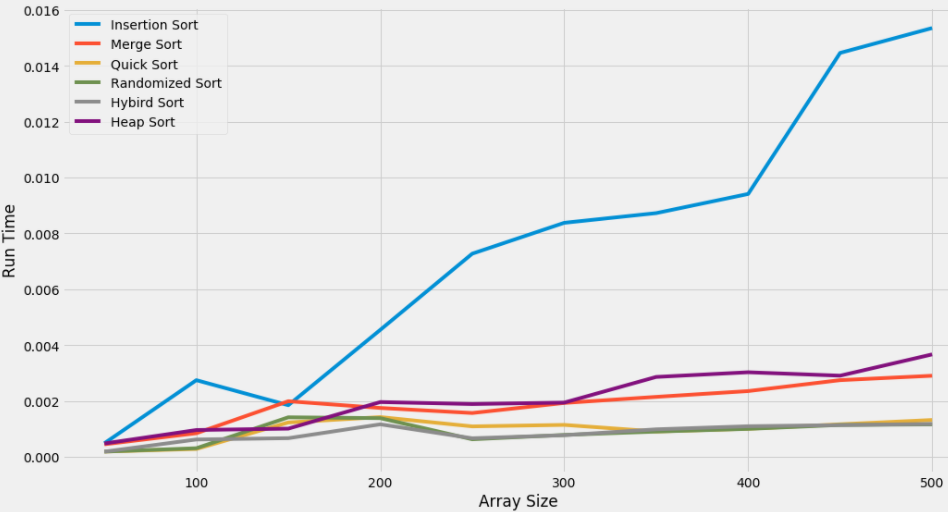 0.016
0.014
0.012
0.010
0.008
0.006
0.004
0.002
0.000
Run Time
Insertion Sort
Merge Sort
Quick Sort
Randomized Sort
Hybird Sort
Heap Sort
100 200 300 400 500
Array Size